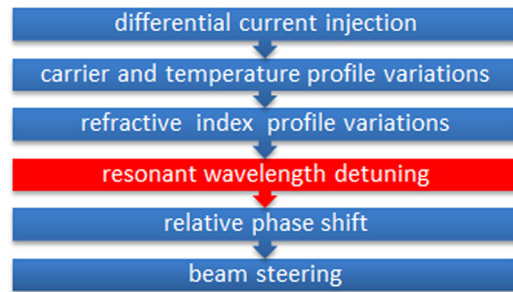 differential current injection
carrier and temperature profile variations
refractive index profile variations
resonant wavelength detuning
relative phase shift
beam steering